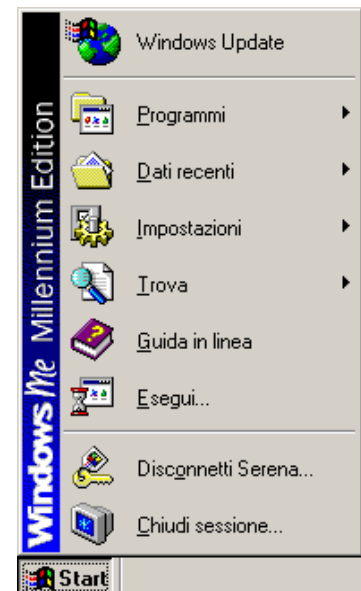 Windows Update
Programmi
Dati recenti
Impostazioni
Trova
Guida in linea
Esegui...
Disconnetti Serena...
Chiudi sessione...
Windows Me Millennium Edition
Start